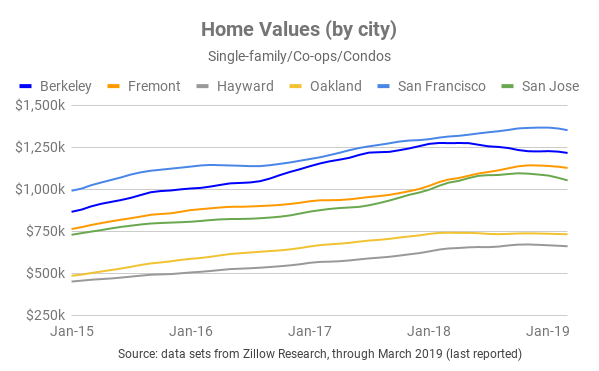 Home Values (by city)
Single-family/Co-ops/Condos
Berkeley Fremont Hayward Oakland San Francisco San Jose
$1,500k
$1,250k
$1,000k
$750k
$500k
$250k
Jan-15 Jan-16 Jan-17 Jan-18 Jan-19
Source: data sets from Zillow Research, through March 2019 (last reported)